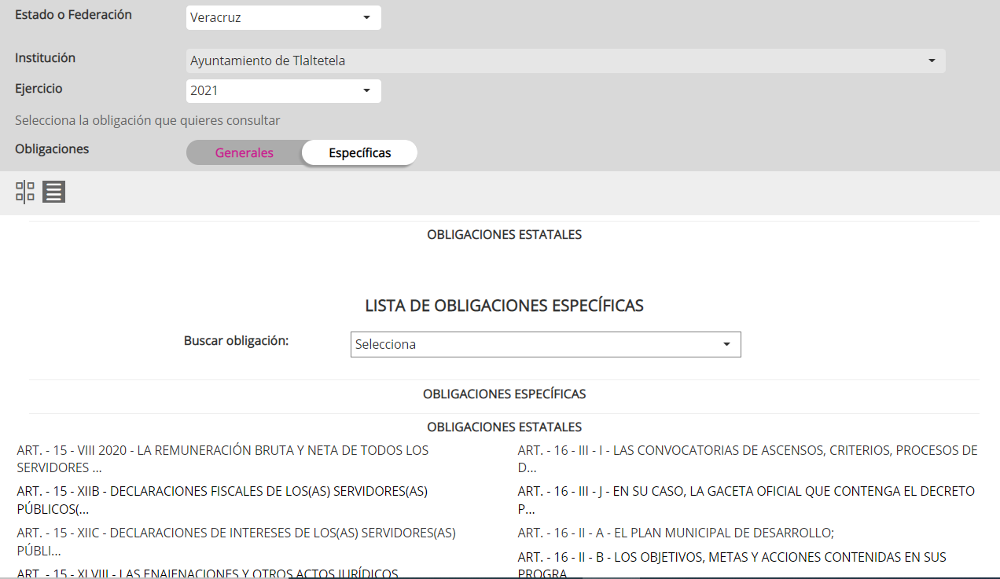 Estado o Federación
Veracruz
Institución
Ayuntamiento de Tlaltetela
Ejercicio
2021
Selecciona la obligación que quieres consultar
Obligaciones
Generales
Específicas
OBLIGACIONES ESTATALES
LISTA DE OBLIGACIONES ESPECÍFICAS
Buscar obligación:
Selecciona
OBLIGACIONES ESPECÍFICAS
OBLIGACIONES ESTATALES
ART. - 15 - VIII 2020 - LA REMUNERACIÓN BRUTA Y NETA DE TODOS LOS
SERVIDORES ...
ART. - 15 - XIIB - DECLARACIONES FISCALES DE LOS(AS) SERVIDORES(AS)
PÚBLICOS(...
ART. - 15 - XIIC - DECLARACIONES DE INTERESES DE LOS(AS) SERVIDORES(AS)
PÚBLI...
ART. - 15 - XLVIII - LAS ENAJENACIONES Y OTROS ACTOS JURÍDICOS
ART. - 16 - III - I - LAS CONVOCATORIAS DE ASCENSOS, CRITERIOS, PROCESOS DE
D...
ART. - 16 - III - J - EN SU CASO, LA GACETA OFICIAL QUE CONTENGA EL DECRETO
P...
ART. - 16 - II - A - EL PLAN MUNICIPAL DE DESARROLLO;
ART. - 16 - II - B - LOS OBJETIVOS, METAS Y ACCIONES CONTENIDAS EN SUS
PROGRA...